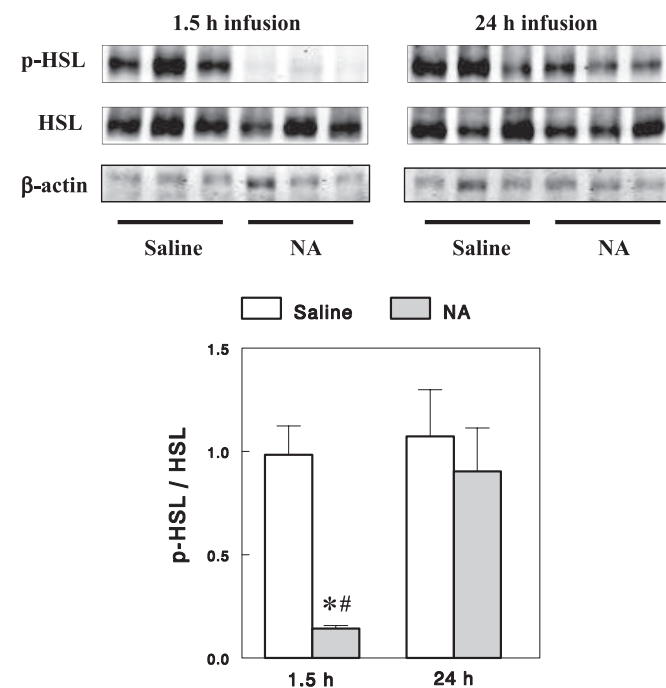 1.5 h infusion 24 h infusion
p-HSL
HSL
β-actin
Saline NA Saline NA
Saline NA
1.5
1.0
0.5
0.0
p-HSL / HSL
*#
1.5 h 24 h